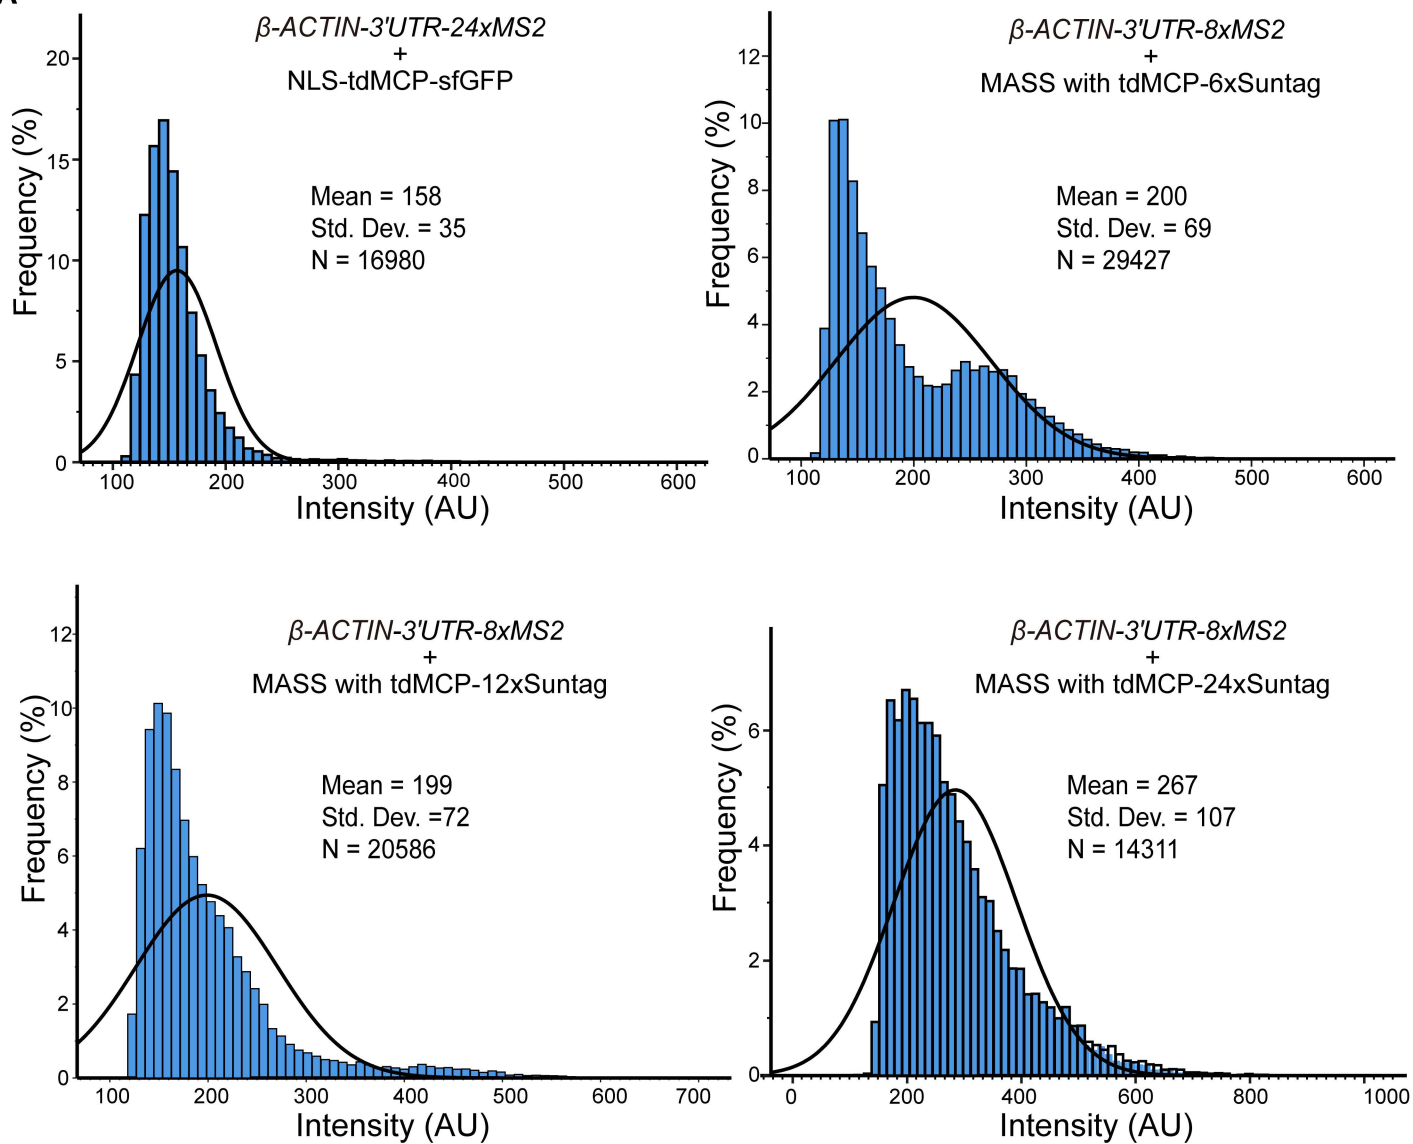 β-ACTIN-3'UTR-24xMS2
+
NLS-tdMCP-sfGFP
Mean = 158
Std. Dev. = 35
N = 16980
Frequency (%)
20
15
10
5
0
100 200 300 400 500 600
Intensity (AU)
β-ACTIN-3'UTR-8xMS2
+
MASS with tdMCP-6xSuntag
Mean = 200
Std. Dev. = 69
N = 29427
Frequency (%)
12
10
8
6
4
2
0
100 200 300 400 500 600
Intensity (AU)
β-ACTIN-3'UTR-8xMS2
+
MASS with tdMCP-12xSuntag
Mean = 199
Std. Dev. =72
N = 20586
Frequency (%)
12
10
8
6
4
2
0
100 200 300 400 500 600 700
Intensity (AU)
β-ACTIN-3'UTR-8xMS2
+
MASS with tdMCP-24xSuntag
Mean = 267
Std. Dev. = 107
N = 14311
Frequency (%)
6
4
2
0
0 200 400 600 800 1000
Intensity (AU)